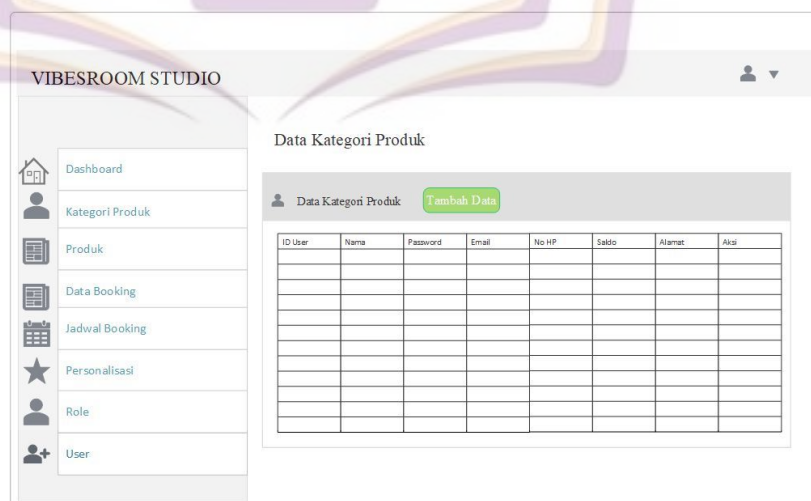 VIBESROOM STUDIO
Data Kategori Produk
Dashboard
Kategori Produk
Produk
Data Booking
Jadwal Booking
Personalisasi
Role
User
Data Kategori Produk Tambah Data
ID User Nama Password Email No HP Saldo Alamat Aksi